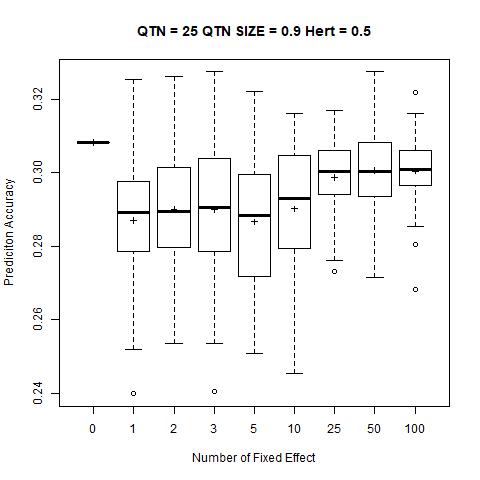 QTN = 25 QTN SIZE = 0.9 Hert = 0.5
Prediciton Accuracy
0.32
0.30
0.28
0.26
0.24
0 1 2 3 5 10 25 50 100
Number of Fixed Effect